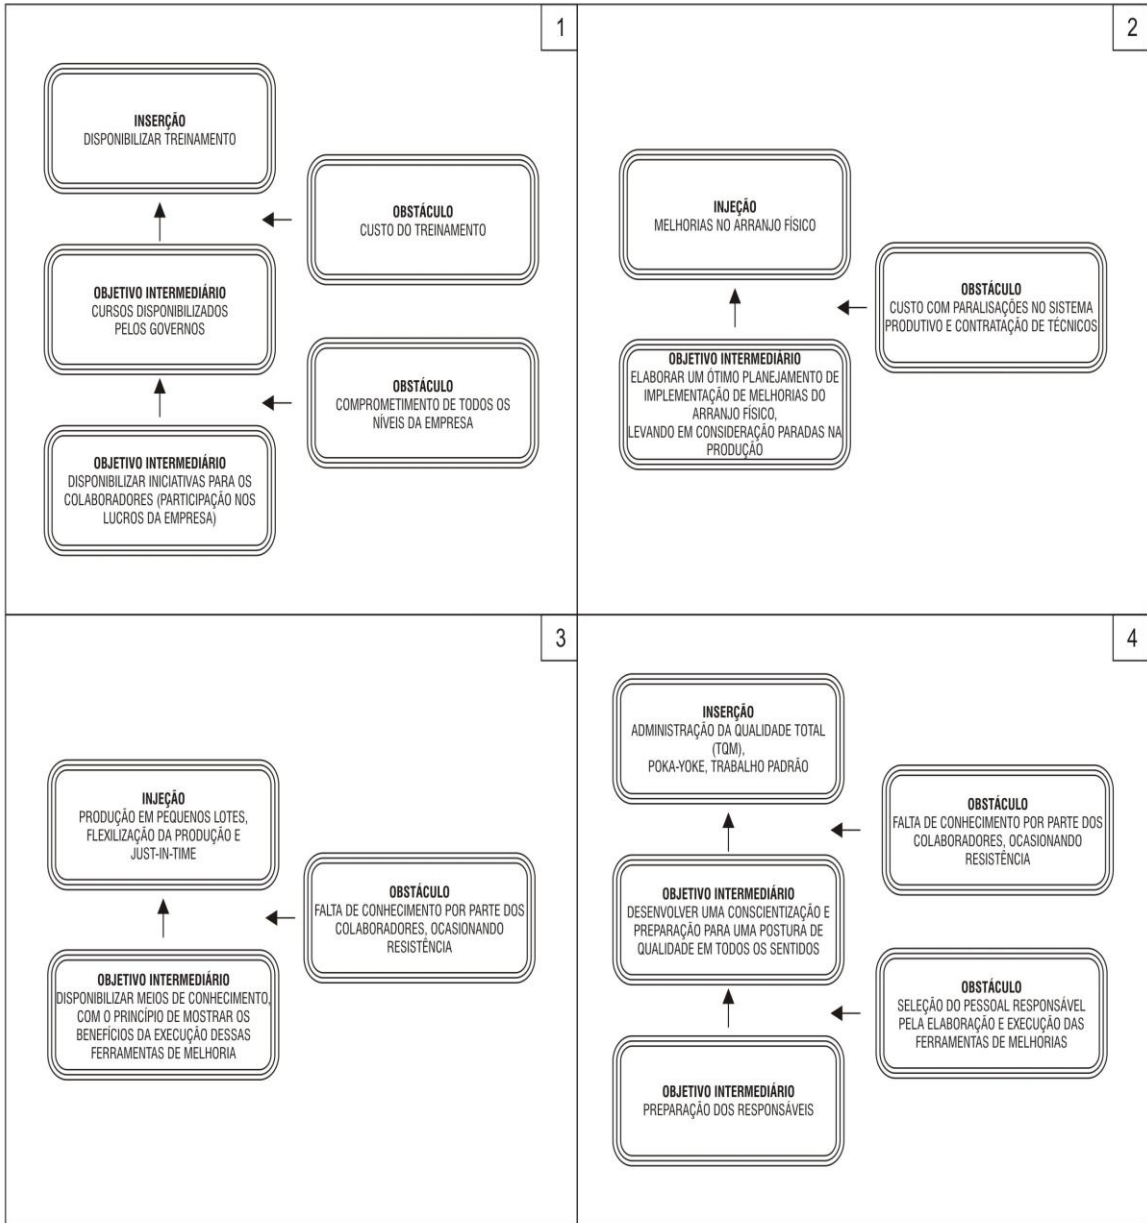 1
INSERÇÃO
DISPONIBILIZAR TREINAMENTO
OBSTÁCULO
CUSTO DO TREINAMENTO
OBJETIVO INTERMEDIÁRIO
CURSOS DISPONIBILIZADOS
PELOS GOVERNOS
OBSTÁCULO
COMPROMETIMENTO DE TODOS OS
NÍVEIS DA EMPRESA
OBJETIVO INTERMEDIÁRIO
DISPONIBILIZAR INICIATIVAS PARA OS
COLABORADORES (PARTICIPAÇÃO NOS
LUCROS DA EMPRESA)
2
INJEÇÃO
MELHORIAS NO ARRANJO FÍSICO
OBSTÁCULO
CUSTO COM PARALISAÇÕES NO SISTEMA
PRODUTIVO E CONTRATAÇÃO DE TÉCNICOS
OBJETIVO INTERMEDIÁRIO
ELABORAR UM ÓTIMO PLANEJAMENTO DE
IMPLEMENTAÇÃO DE MELHORIAS DO
ARRANJO FÍSICO,
LEVANDO EM CONSIDERAÇÃO PARADAS NA
PRODUÇÃO
3
INJEÇÃO
PRODUÇÃO EM PEQUENOS LOTES,
FLEXILIZAÇÃO DA PRODUÇÃO E
JUST-IN-TIME
OBSTÁCULO
FALTA DE CONHECIMENTO POR PARTE DOS
COLABORADORES, OCASIONANDO
RESISTÊNCIA
OBJETIVO INTERMEDIÁRIO
DISPONIBILIZAR MEIOS DE CONHECIMENTO,
COM O PRINCÍPIO DE MOSTRAR OS
BENEFÍCIOS DA EXECUÇÃO DESSAS
FERRAMENTAS DE MELHORIA
4
INSERÇÃO
ADMINISTRAÇÃO DA QUALIDADE TOTAL
(TQM),
POKA-YOKE, TRABALHO PADRÃO
OBSTÁCULO
FALTA DE CONHECIMENTO POR PARTE DOS
COLABORADORES, OCASIONANDO
RESISTÊNCIA
OBJETIVO INTERMEDIÁRIO
DESENVOLVER UMA CONSCIENTIZAÇÃO E
PREPARAÇÃO PARA UMA POSTURA DE
QUALIDADE EM TODOS OS SENTIDOS
OBSTÁCULO
SELEÇÃO DO PESSOAL RESPONSÁVEL
PELA ELABORAÇÃO E EXECUÇÃO DAS
FERRAMENTAS DE MELHORIAS
OBJETIVO INTERMEDIÁRIO
PREPARAÇÃO DOS RESPONSÁVEIS